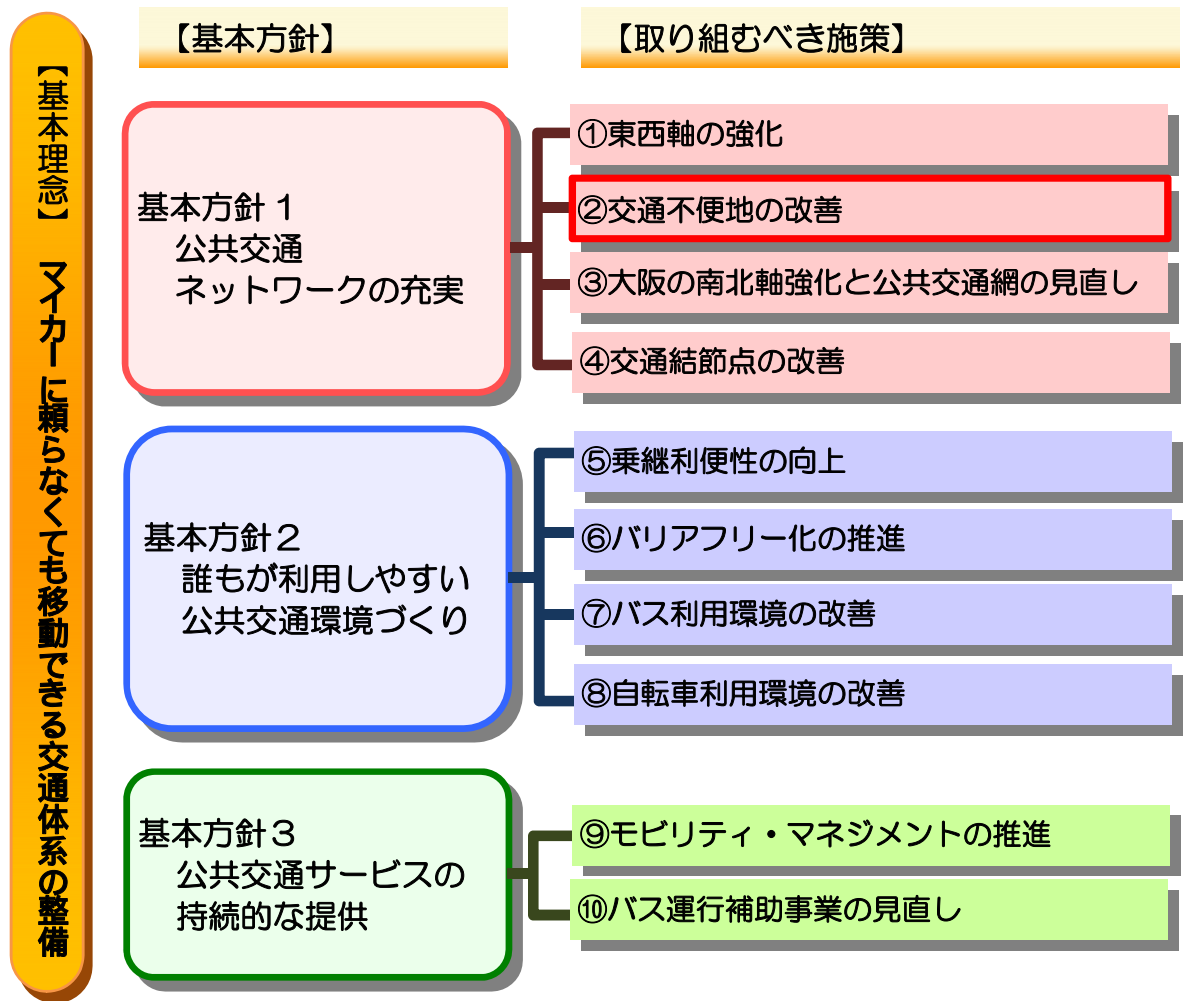 【基本理念】 マイカーに頼らなくても移動できる交通体系の整備
【基本方針】
【取り組むべき施策】
基本方針1
公共交通
ネットワークの充実
①東西軸の強化
②交通不便地の改善
③大阪の南北軸強化と公共交通網の見直し
④交通結節点の改善
基本方針2
誰もが利用しやすい
公共交通環境づくり
⑤乗継利便性の向上
⑥バリアフリー化の推進
⑦バス利用環境の改善
⑧自転車利用環境の改善
基本方針3
公共交通サービスの
持続的な提供
⑨モビリティ・マネジメントの推進
⑩バス運行補助事業の見直し